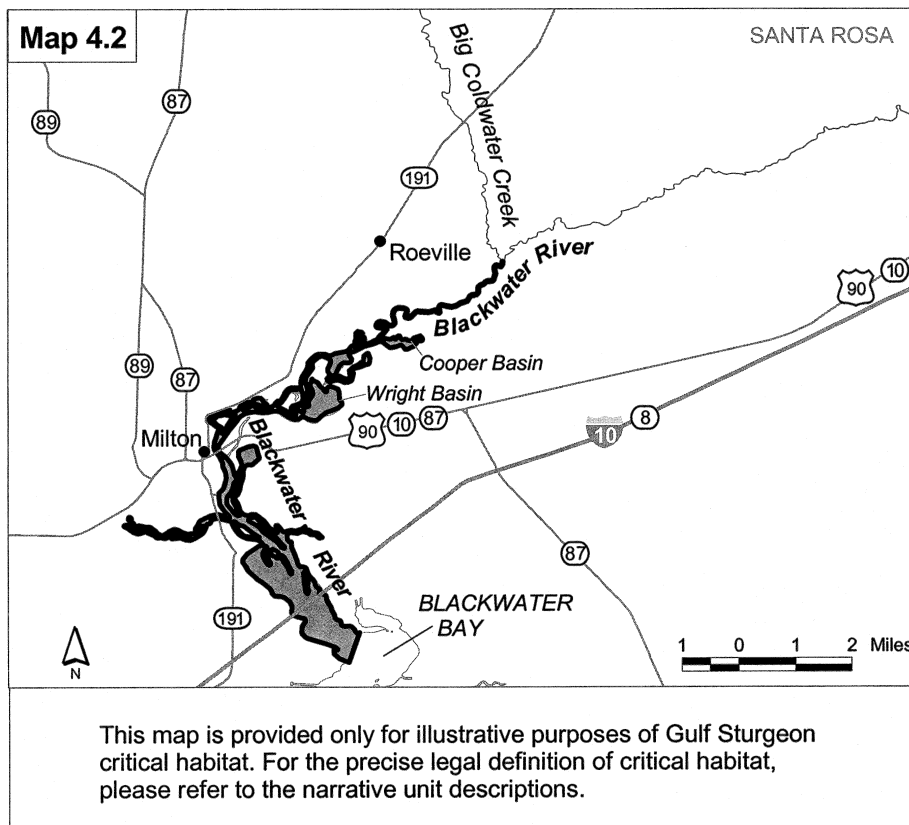 Map 4.2
SANTA ROSA
Big Coldwater Creek
87
89
191
Roeville
Blackwater River
10
90
Cooper Basin
89
87
Wright Basin
90
10
87
10
8
Milton
Blackwater River
87
191
BLACKWATER
BAY
N
1 0 1 2 Miles
This map is provided only for illustrative purposes of Gulf Sturgeon
critical habitat. For the precise legal definition of critical habitat,
please refer to the narrative unit descriptions.